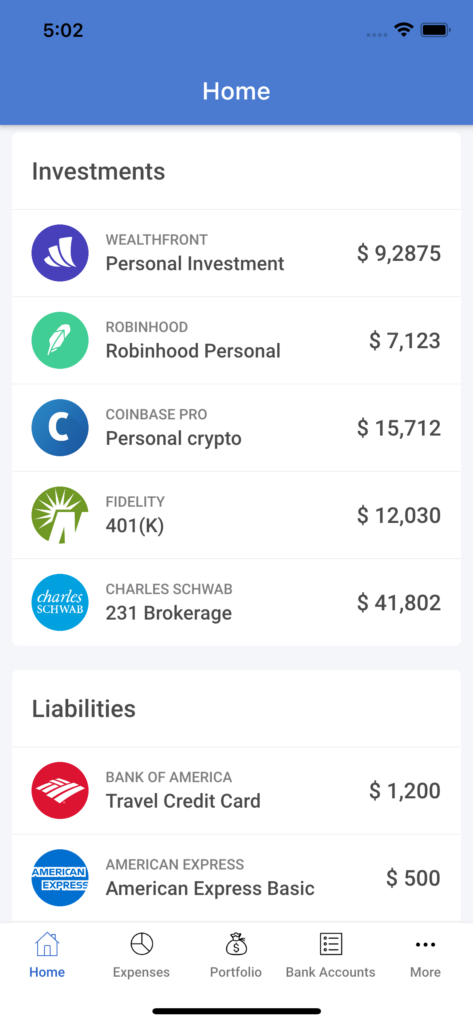 5:02
Home
Investments
WEALTHFRONT
Personal Investment
$ 9,2875
ROBINHOOD
Robinhood Personal
$ 7,123
C
COINBASE PRO
Personal crypto
$ 15,712
FIDELITY
401(K)
$ 12,030
charles
SCHWAB
CHARLES SCHWAB
231 Brokerage
$ 41,802
Liabilities
BANK OF AMERICA
Travel Credit Card
$ 1,200
AMERICAN
EXPRESS
AMERICAN EXPRESS
American Express Basic
$ 500
$
Home
Expenses
Portfolio
Bank Accounts
More